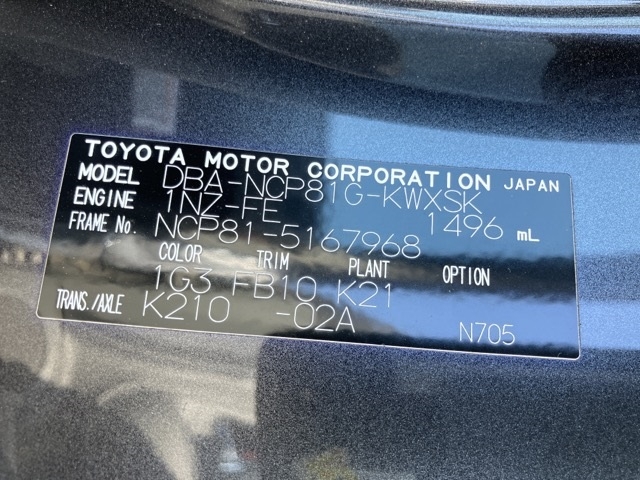 TOYOTA MOTOR CORPORATION JAPAN
MODEL DBA-NCP81G-KWXSK
ENGINE 1NZ-FE 1496 mL
FRAME No. NCP81-5167968
COLOR TRIM PLANT OPTION
1G3 FB10 K21
TRANS./AXLE K210 -02A
N705